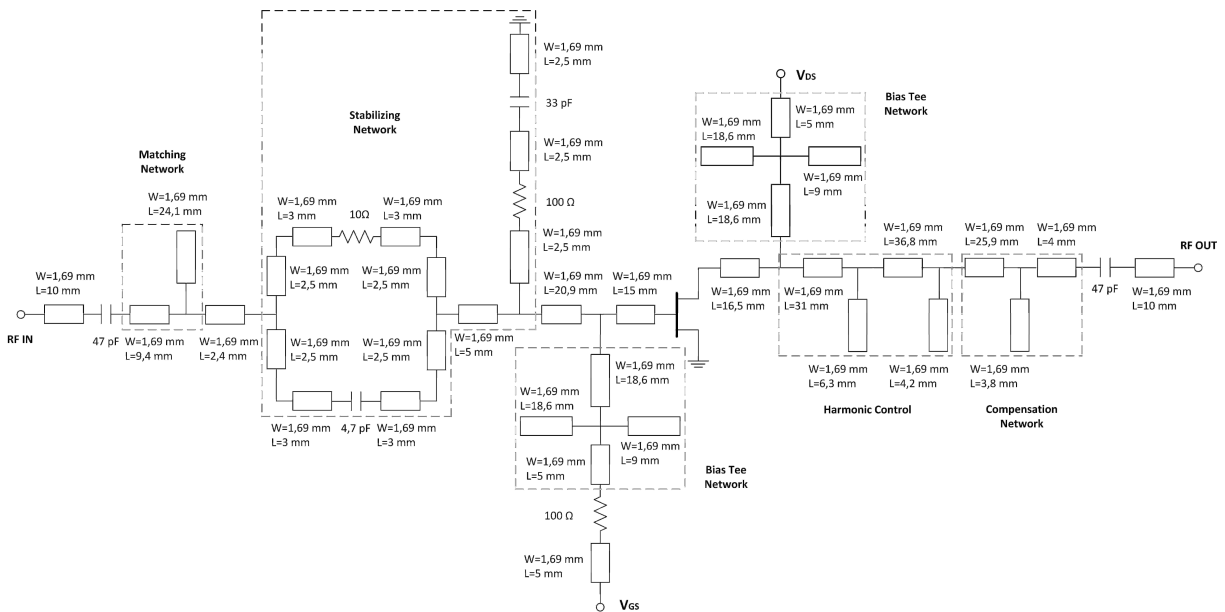 W=1,69 mm
L=2,5 mm
33 pF
W=1,69 mm
L=2,5 mm
100 Ω
W=1,69 mm
L=2,5 mm
Stabilizing
Network
Matching
Network
W=1,69 mm
L=24,1 mm
W=1,69 mm
L=3 mm
10Ω
W=1,69 mm
L=3 mm
W=1,69 mm
L=2,5 mm
W=1,69 mm
L=2,5 mm
W=1,69 mm
L=10 mm
RF IN
47 pF
W=1,69 mm
L=9,4 mm
W=1,69 mm
L=2,4 mm
W=1,69 mm
L=2,5 mm
W=1,69 mm
L=2,5 mm
W=1,69 mm
L=5 mm
W=1,69 mm
L=3 mm
4,7 pF
W=1,69 mm
L=3 mm
W=1,69 mm
L=20,9 mm
W=1,69 mm
L=15 mm
W=1,69 mm
L=18,6 mm
W=1,69 mm
L=18,6 mm
W=1,69 mm
L=9 mm
W=1,69 mm
L=5 mm
Bias Tee
Network
100 Ω
W=1,69 mm
L=5 mm
VGS
VDS
Bias Tee
Network
W=1,69 mm
L=5 mm
W=1,69 mm
L=18,6 mm
W=1,69 mm
L=9 mm
W=1,69 mm
L=18,6 mm
W=1,69 mm
L=16,5 mm
W=1,69 mm
L=31 mm
W=1,69 mm
L=36,8 mm
W=1,69 mm
L=25,9 mm
W=1,69 mm
L=4 mm
RF OUT
47 pF
W=1,69 mm
L=10 mm
W=1,69 mm
L=6,3 mm
W=1,69 mm
L=4,2 mm
W=1,69 mm
L=3,8 mm
Harmonic Control
Compensation
Network